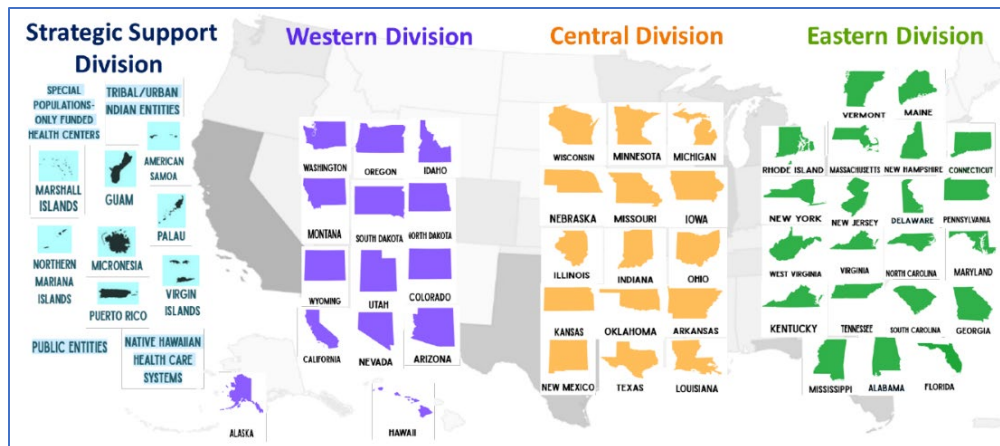 Strategic Support
Division
SPECIAL
POPULATIONS-
ONLY FUNDED
HEALTH CENTERS
TRIBAL/URBAN
INDIAN ENTITIES
AMERICAN
SAMOA
MARSHALL
ISLANDS
GUAM
PALAU
NORTHERN
MARIANA
ISLANDS
MICRONESIA
VIRGIN
ISLANDS
PUERTO RICO
PUBLIC ENTITIES
NATIVE HAWAIIAN
HEALTH CARE
SYSTEMS
Western Division
WASHINGTON
OREGON
IDAHO
MONTANA
SOUTH DAKOTA
NORTH DAKOTA
WYOMING
UTAH
COLORADO
CALIFORNIA
NEVADA
ARIZONA
ALASKA
HAWAII
Central Division
WISCONSIN
MINNESOTA
MICHIGAN
NEBRASKA
MISSOURI
IOWA
ILLINOIS
INDIANA
OHIO
KANSAS
OKLAHOMA
ARKANSAS
NEW MEXICO
TEXAS
LOUISIANA
Eastern Division
VERMONT
MAINE
RHODE ISLAND
MASSACHUSETTS
NEW HAMPSHIRE
CONNECTICUT
NEW YORK
NEW JERSEY
DELAWARE
PENNSYLVANIA
WEST VIRGINIA
VIRGINIA
NORTH CAROLINA
MARYLAND
KENTUCKY
TENNESSEE
SOUTH CAROLINA
GEORGIA
MISSISSIPPI
ALABAMA
FLORIDA